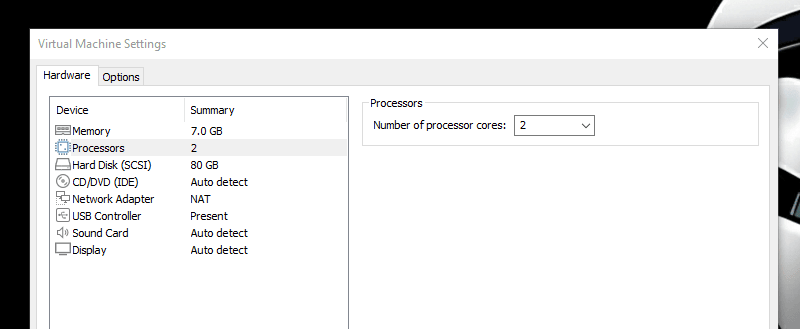 Virtual Machine Settings
Hardware Options
Device Summary
Memory 7.0 GB
Processors 2
Hard Disk (SCSI) 80 GB
CD/DVD (IDE) Auto detect
Network Adapter NAT
USB Controller Present
Sound Card Auto detect
Display Auto detect
Processors
Number of processor cores: 2